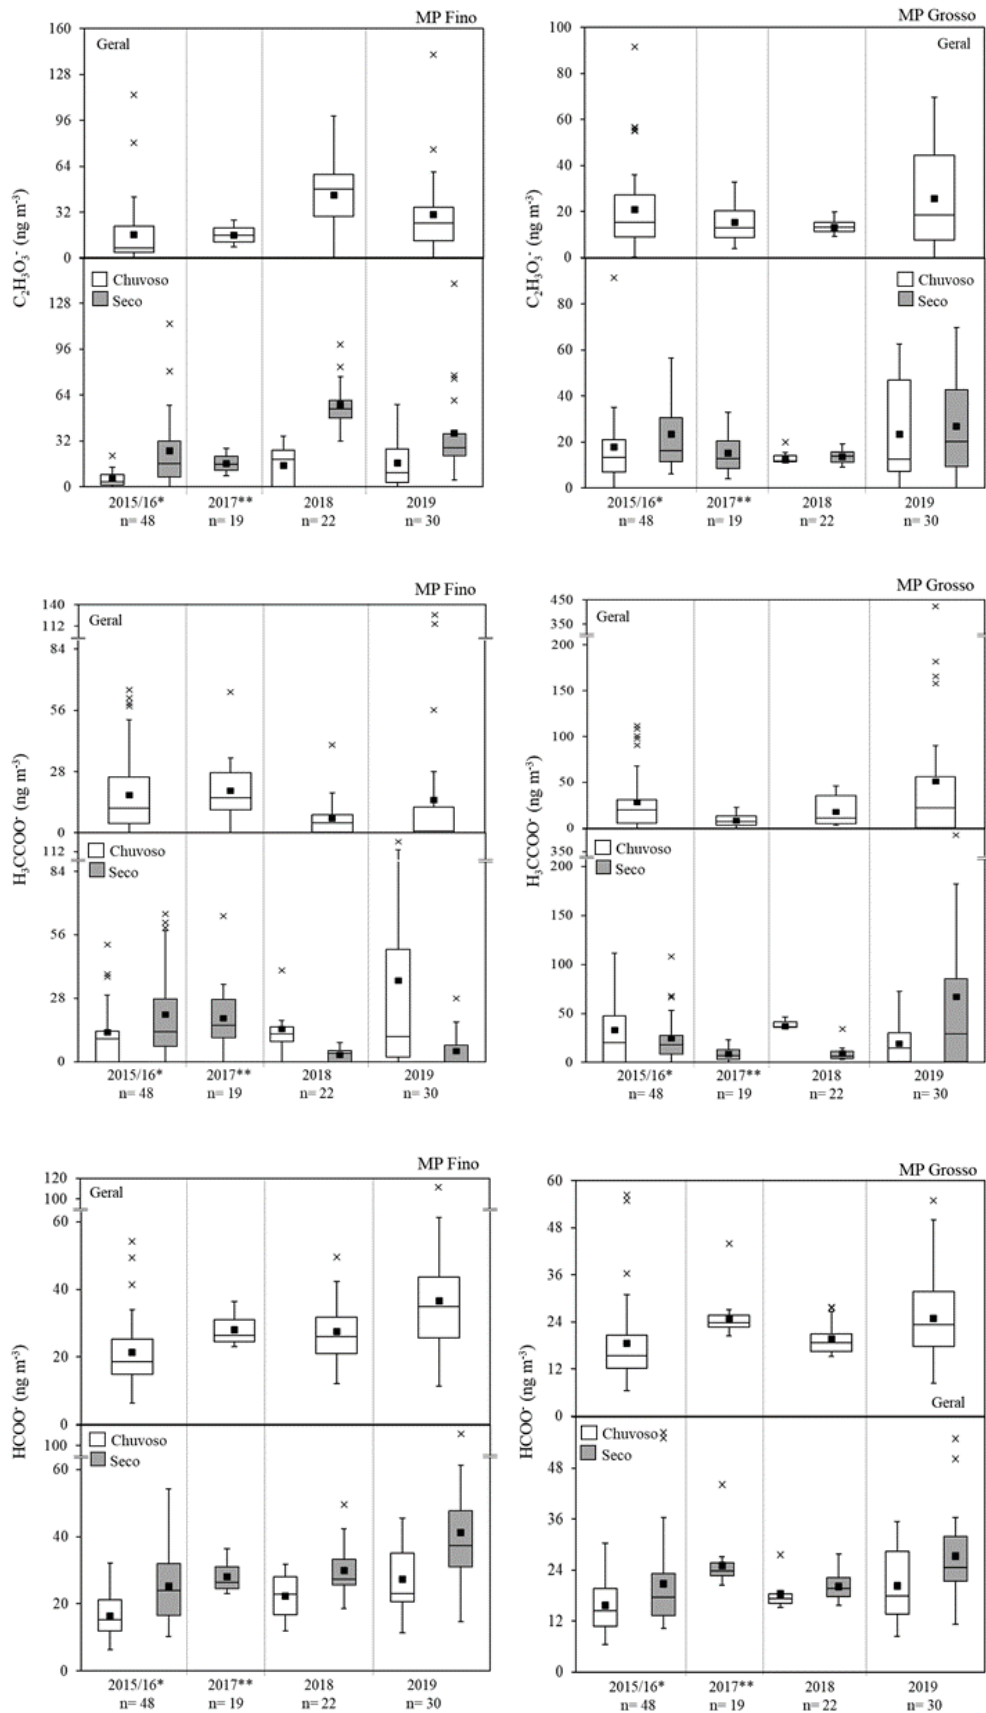 MP Fino
160
Geral
128
96
64
32
0
C₂H₃O₃⁻ (ng m⁻³)
Chuvoso
Seco
128
96
64
32
0
2015/16* 2017** 2018 2019
n= 48 n= 19 n= 22 n= 30
MP Grosso
100
Geral
80
60
40
20
0
C₂H₃O₃⁻ (ng m⁻³)
Chuvoso
Seco
80
60
40
20
0
2015/16* 2017** 2018 2019
n= 48 n= 19 n= 22 n= 30
MP Fino
140
Geral
112
84
56
28
0
H₃CCOO⁻ (ng m⁻³)
Chuvoso
Seco
112
84
56
28
0
2015/16* 2017** 2018 2019
n= 48 n= 19 n= 22 n= 30
MP Grosso
450
Geral
350
200
150
100
50
0
H₃CCOO⁻ (ng m⁻³)
Chuvoso
Seco
350
200
150
100
50
0
2015/16* 2017** 2018 2019
n= 48 n= 19 n= 22 n= 30
MP Fino
120
Geral
100
60
40
20
0
HCOO⁻ (ng m⁻³)
Chuvoso
Seco
100
60
40
20
0
2015/16* 2017** 2018 2019
n= 48 n= 19 n= 22 n= 30
MP Grosso
60
48
36
24
12
Geral
0
HCOO⁻ (ng m⁻³)
Chuvoso
Seco
48
36
24
12
0
2015/16* 2017** 2018 2019
n= 48 n= 19 n= 22 n= 30